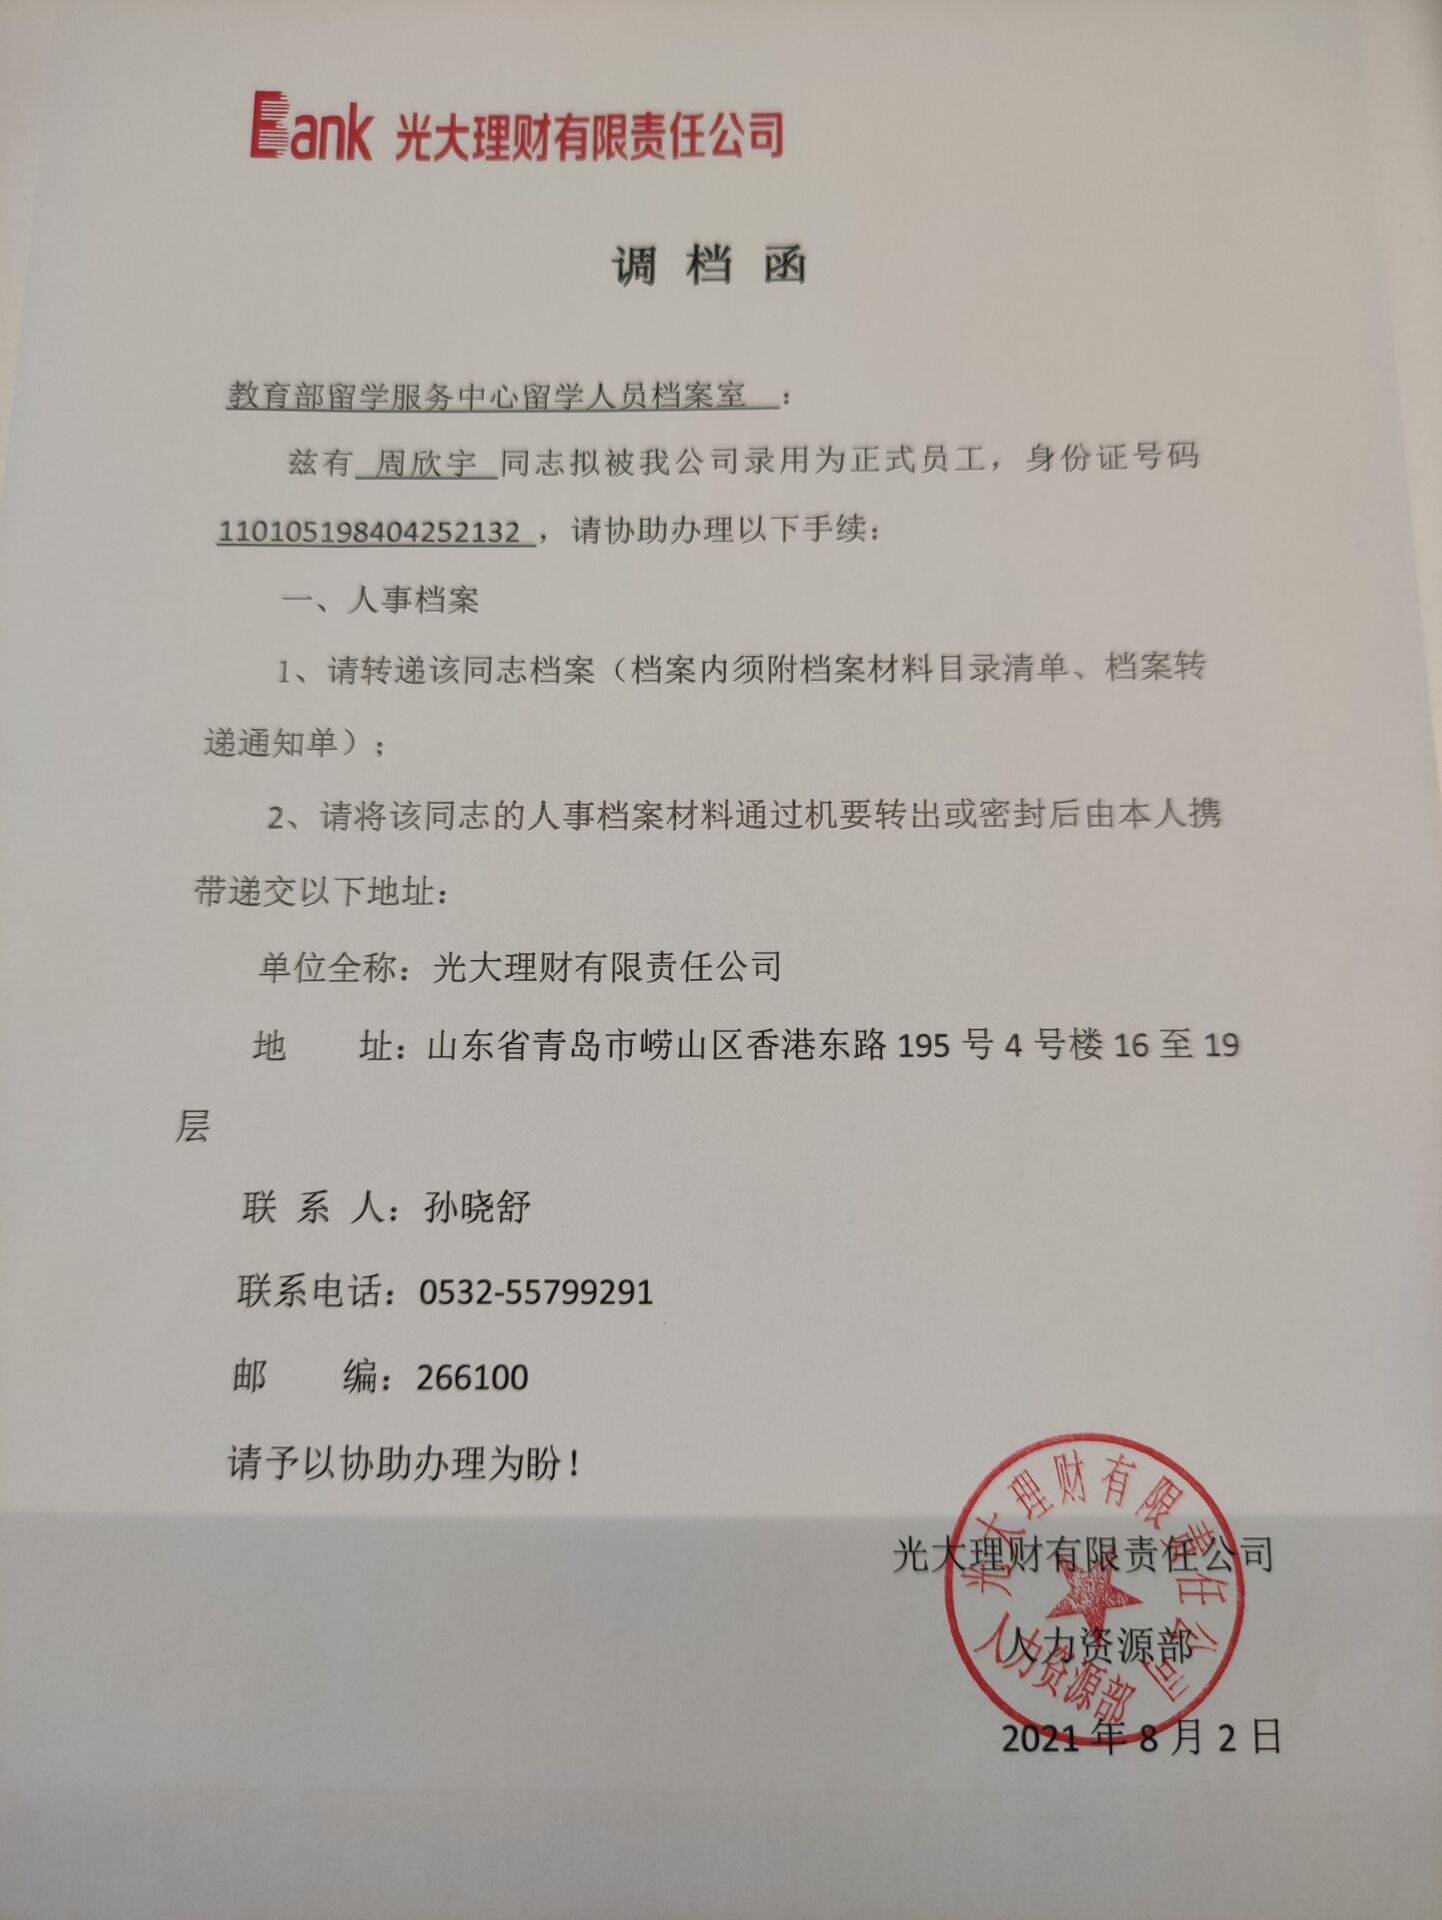 Bank 光大理财有限责任公司
调档函
教育部留学服务中心留学人员档案室：
兹有 周欣宇 同志拟被我公司录用为正式员工，身份证号码
110105198404252132，请协助办理以下手续：
一、人事档案
1、请转递该同志档案（档案内须附档案材料目录清单、档案转
递通知单）；
2、请将该同志的人事档案材料通过机要转出或密封后由本人携
带递交以下地址：
单位全称：光大理财有限责任公司
地 址：山东省青岛市崂山区香港东路 195 号 4 号楼 16 至 19
层
联 系 人：孙晓舒
联系电话：0532-55799291
邮 编：266100
请予以协助办理为盼！
光大理财有限责任公司
人力资源部
2021 年 8 月 2 日
光大理财有限责任公司
人力资源部